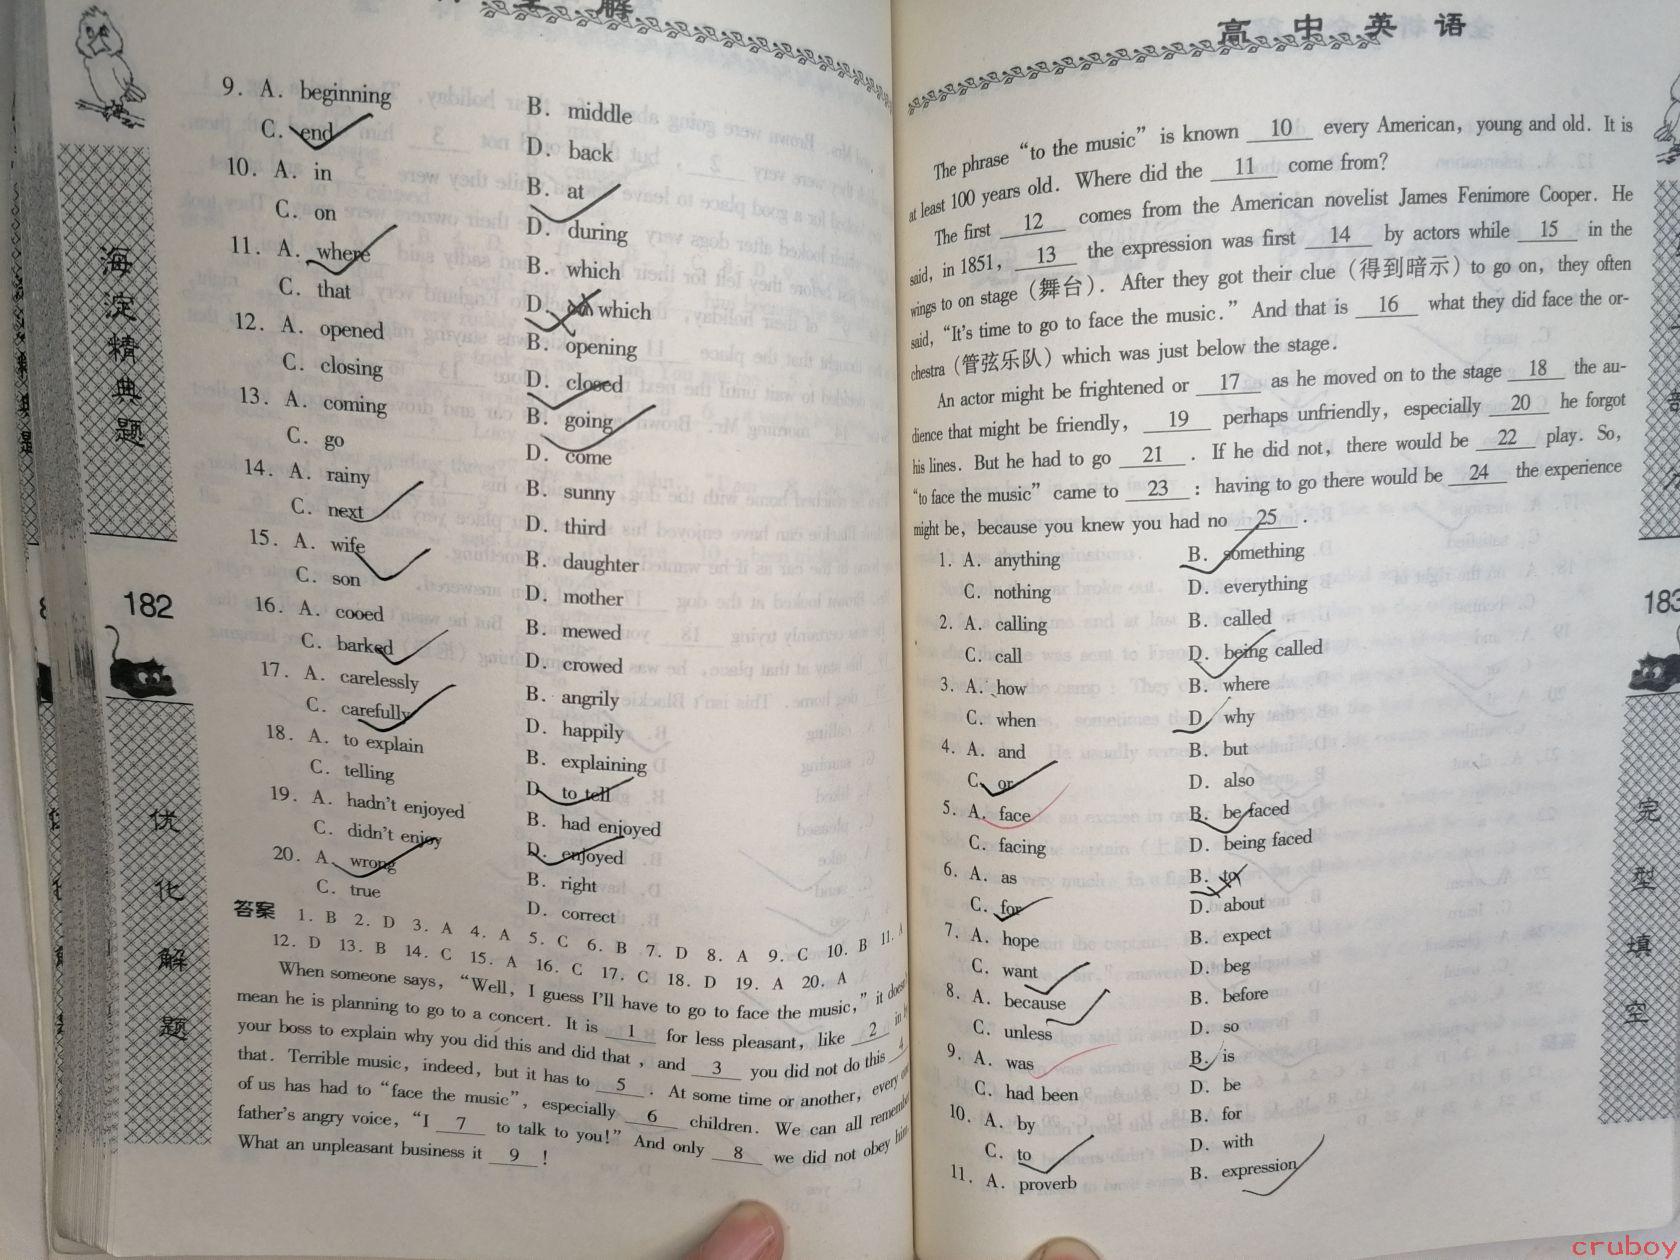 解
9. A. beginning B. middle
C. end D. back
10. A. in B. at
C. on D. during
11. A. where B. which
C. that D. on which
12. A. opened B. opening
C. closing D. closed
13. A. coming B. going
C. go D. come
14. A. rainy B. sunny
C. next D. third
15. A. wife B. daughter
C. son D. mother
16. A. cooed B. mewed
C. barked D. crowed
17. A. carelessly B. angrily
C. carefully D. happily
18. A. to explain B. explaining
C. telling D. to tell
19. A. hadn't enjoyed B. had enjoyed
C. didn't enjoy D. enjoyed
20. A. wrong B. right
C. true D. correct
答案 1. B 2. D 3. A 4. A 5. C 6. B 7. D 8. A 9. C 10. B 11. A
12. D 13. B 14. C 15. A 16. C 17. C 18. D 19. A 20. A
When someone says, “Well, I guess I'll have to go to face the music,” it
mean he is planning to go to a concert. It is 1 for less pleasant, like 2 in
your boss to explain why you did this and did that, and 3 you did not do this 4
that. Terrible music, indeed, but it has to 5 . At some time or another, every
of us has had to “face the music”, especially 6 children. We can all remember
father's angry voice, “I 7 to talk to you!” And only 8 we did not obey him.
What an unpleasant business it 9 !
海淀精典题
182
优化解题
高中英语
The phrase “to the music” is known 10 every American, young and old. It is
at least 100 years old. Where did the 11 come from?
The first 12 comes from the American novelist James Fenimore Cooper. He
said, in 1851, 13 the expression was first 14 by actors while 15 in the
wings to on stage (舞台). After they got their clue (得到暗示) to go on, they often
said, “It's time to go to face the music.” And that is 16 what they did face the or-
chestra (管弦乐队) which was just below the stage.
An actor might be frightened or 17 as he moved on to the stage 18 the au-
dience that might be friendly, 19 perhaps unfriendly, especially 20 he forgot
his lines. But he had to go 21 . If he did not, there would be 22 play. So,
“to face the music” came to 23 : having to go there would be 24 the experience
might be, because you knew you had no 25 .
1. A. anything B. something
C. nothing D. everything
2. A. calling B. called
C. call D. being called
3. A. how B. where
C. when D. why
4. A. and B. but
C. or D. also
5. A. face B. be faced
C. facing D. being faced
6. A. as B. to
C. for D. about
7. A. hope B. expect
C. want D. beg
8. A. because B. before
C. unless D. so
9. A. was B. is
C. had been D. be
10. A. by B. for
C. to D. with
11. A. proverb B. expression
183
完型填空
cruboy